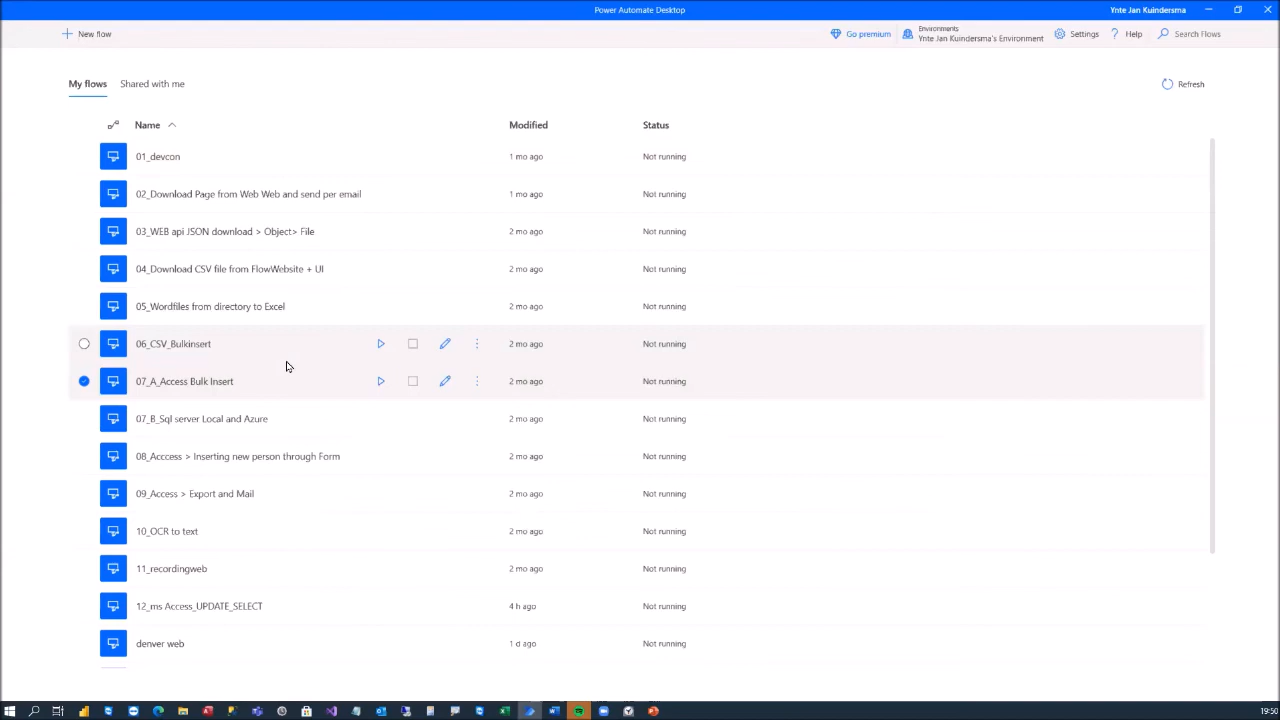 Power Automate Desktop
Ynte Jan Kuindersma
New flow
Go premium
Environments
Ynte Jan Kuindersma's Environment
Settings
? Help
Search Flows
My flows
Shared with me
Refresh
Name
Modified
Status
01_devcon 1 mo ago Not running
02_Download Page from Web Web and send per email 1 mo ago Not running
03_WEB api JSON download > Object> File 2 mo ago Not running
04_Download CSV file from FlowWebsite + UI 2 mo ago Not running
05_Wordfiles from directory to Excel 2 mo ago Not running
06_CSV_Bulkinsert 2 mo ago Not running
07_A_Access Bulk Insert 2 mo ago Not running
07_B_Sql server Local and Azure 2 mo ago Not running
08_Acccess > Inserting new person through Form 2 mo ago Not running
09_Access > Export and Mail 2 mo ago Not running
10_OCR to text 2 mo ago Not running
11_recordingweb 2 mo ago Not running
12_ms Access_UPDATE_SELECT 4 h ago Not running
denver web 1 d ago Not running
19:50